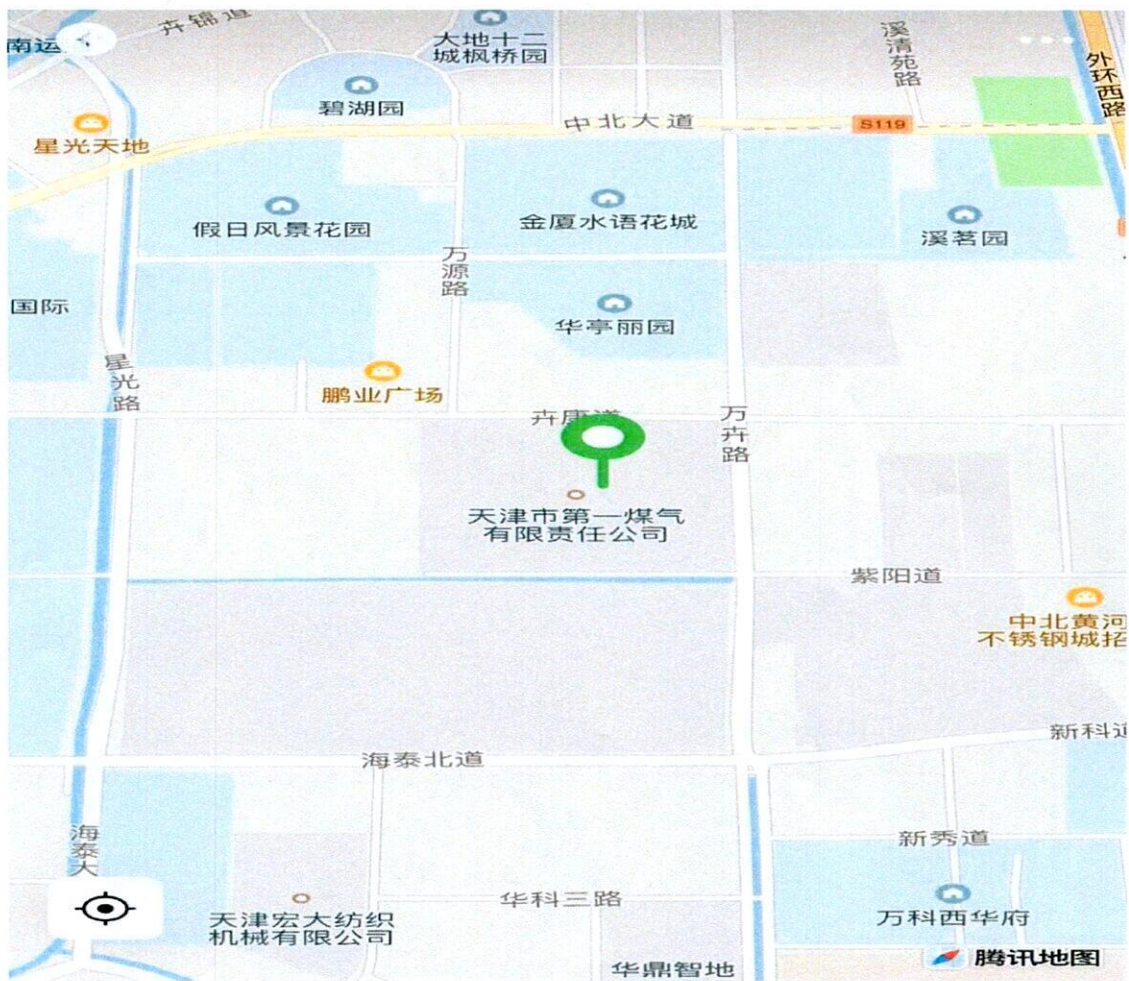 卉锦道
南运
大地十二
城枫桥园
溪清苑路
外环西路
碧湖园
中北大道
S119
星光天地
假日风景花园
金厦水语花城
溪茗园
万源路
国际
华亭丽园
星光路
鹏业广场
卉康道
万卉路
天津市第一煤气
有限责任公司
紫阳道
中北黄河
不锈钢城招
新科道
海泰北道
海泰大
新秀道
华科三路
天津宏大纺织
机械有限公司
万科西华府
华鼎智地
腾讯地图